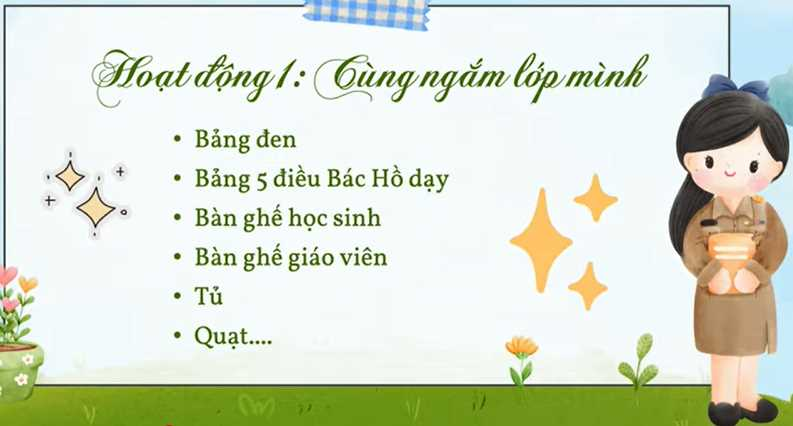 Hoạt động 1: Cùng ngắm lớp mình
• Bảng đen
• Bảng 5 điều Bác Hồ dạy
• Bàn ghế học sinh
• Bàn ghế giáo viên
• Tủ
• Quạt....